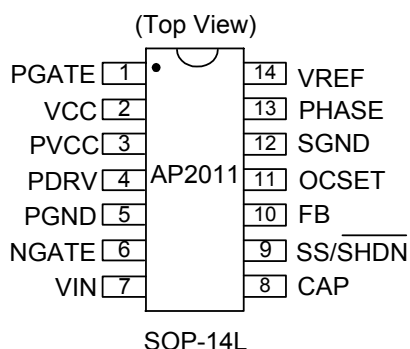 (Top View)
PGATE 1 14 VREF
VCC 2 13 PHASE
PVCC 3 12 SGND
PDRV 4 AP2011 11 OCSET
PGND 5 10 FB
NGATE 6 9 SS/SHDN
VIN 7 8 CAP
SOP-14L